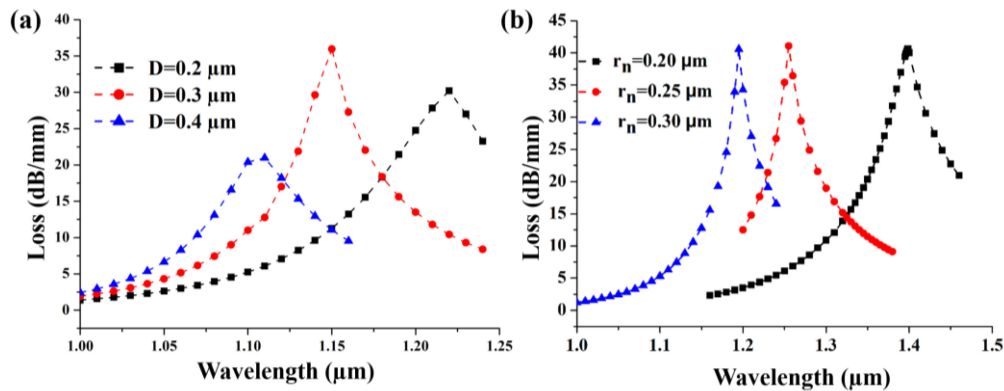 (a)
40
35
30
25
20
15
10
5
0
Loss (dB/mm)
D=0.2 µm
D=0.3 µm
D=0.4 µm
1.00 1.05 1.10 1.15 1.20 1.25
Wavelength (µm)
(b)
45
40
35
30
25
20
15
10
5
0
Loss (dB/mm)
rn=0.20 µm
rn=0.25 µm
rn=0.30 µm
1.0 1.1 1.2 1.3 1.4 1.5
Wavelength (µm)